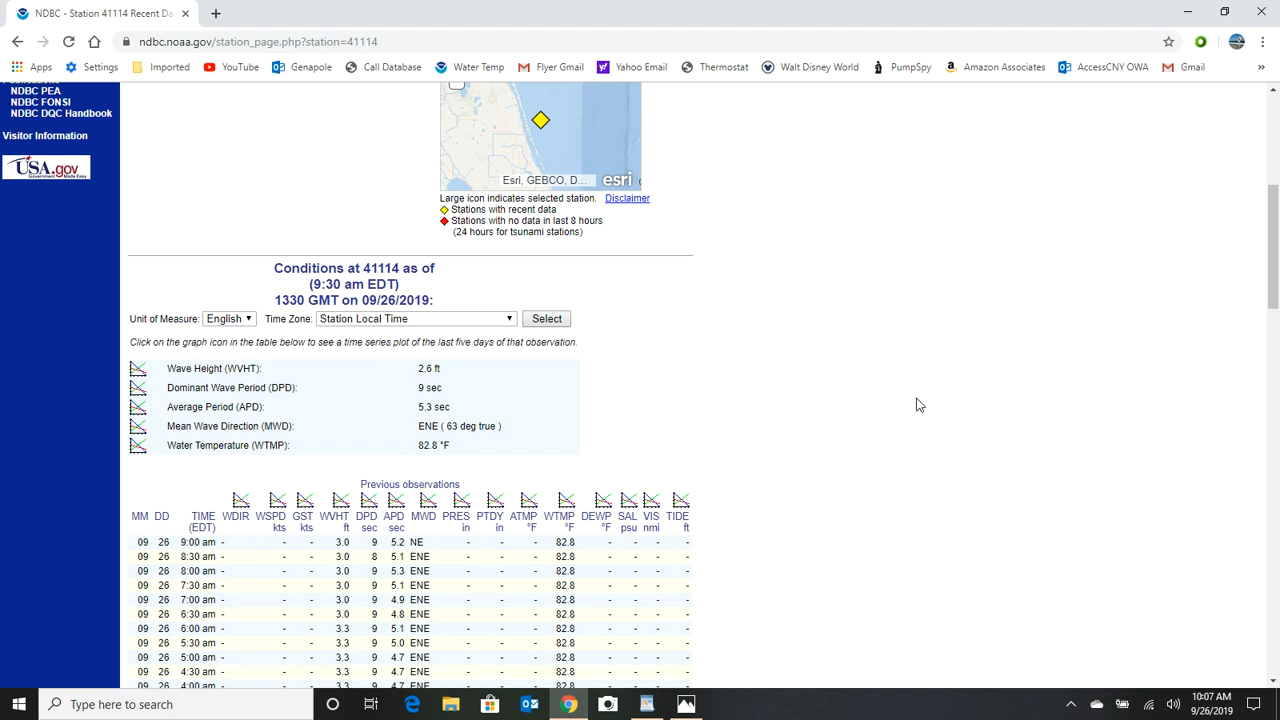 NDBC - Station 41114 Recent Da
ndbc.noaa.gov/station_page.php?station=41114
Apps Settings Imported YouTube Genapole Call Database Water Temp Flyer Gmail Yahoo Email Thermostat Walt Disney World PumpSpy Amazon Associates AccessCNY OWA Gmail »
NDBC PEA
NDBC FONSI
NDBC DQC Handbook
Visitor Information
USA.gov
Government Made Easy
Esri, GEBCO, D... esri
Large icon indicates selected station. Disclaimer
Stations with recent data
Stations with no data in last 8 hours
(24 hours for tsunami stations)
Conditions at 41114 as of
(9:30 am EDT)
1330 GMT on 09/26/2019:
Unit of Measure: English Time Zone: Station Local Time Select
Click on the graph icon in the table below to see a time series plot of the last five days of that observation.
Wave Height (WVHT): 2.6 ft
Dominant Wave Period (DPD): 9 sec
Average Period (APD): 5.3 sec
Mean Wave Direction (MWD): ENE ( 63 deg true )
Water Temperature (WTMP): 82.8 °F
Previous observations
MM DD TIME WDIR WSPD GST WVHT DPD APD MWD PRES PTDY ATMP WTMP DEWP SAL VIS TIDE
(EDT) kts kts ft sec sec in in °F °F °F psu nmi ft
09 26 9:00 am - - - 3.0 9 5.2 NE - - - 82.8 - - - -
09 26 8:30 am - - - 3.0 8 5.1 ENE - - - 82.8 - - - -
09 26 8:00 am - - - 3.0 9 5.3 ENE - - - 82.8 - - - -
09 26 7:30 am - - - 3.0 9 5.1 ENE - - - 82.8 - - - -
09 26 7:00 am - - - 3.0 9 4.9 ENE - - - 82.8 - - - -
09 26 6:30 am - - - 3.0 9 4.8 ENE - - - 82.8 - - - -
09 26 6:00 am - - - 3.3 9 5.1 ENE - - - 82.8 - - - -
09 26 5:30 am - - - 3.3 9 5.0 ENE - - - 82.8 - - - -
09 26 5:00 am - - - 3.3 9 4.7 ENE - - - 82.8 - - - -
09 26 4:30 am - - - 3.3 9 4.7 ENE - - - 82.8 - - - -
09 26 4:00 am - - - 3.3 9 4.7 ENE - - - 82.8 - - - -
Type here to search
10:07 AM
9/26/2019